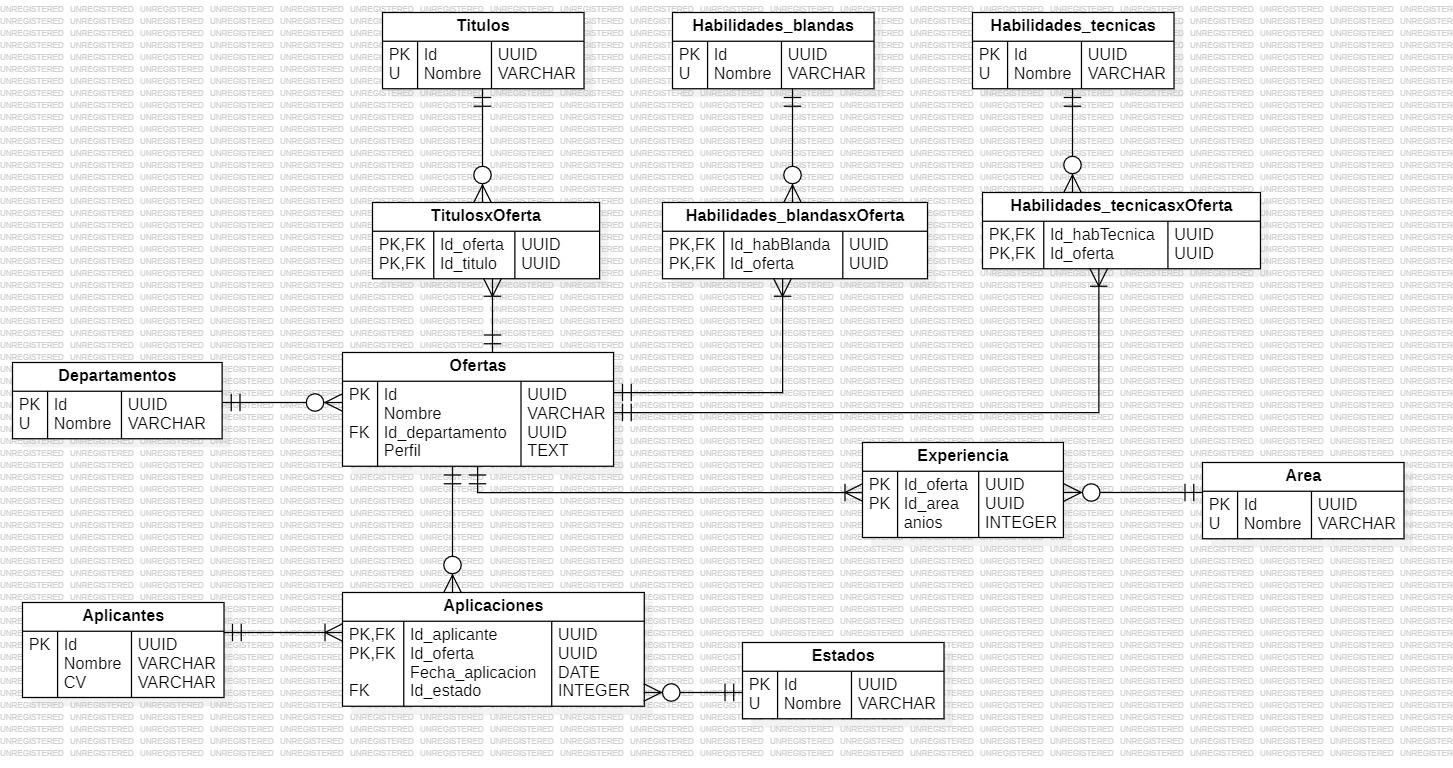 Titulos
PK Id UUID
U Nombre VARCHAR
Habilidades_blandas
PK Id UUID
U Nombre VARCHAR
Habilidades_tecnicas
PK Id UUID
U Nombre VARCHAR
TitulosxOferta
PK,FK Id_oferta UUID
PK,FK Id_titulo UUID
Habilidades_blandasxOferta
PK,FK Id_habBlanda UUID
PK,FK Id_oferta UUID
Habilidades_tecnicasxOferta
PK,FK Id_habTecnica UUID
PK,FK Id_oferta UUID
Departamentos
PK Id UUID
U Nombre VARCHAR
Ofertas
PK Id UUID
Nombre VARCHAR
FK Id_departamento UUID
Perfil TEXT
Experiencia
PK Id_oferta UUID
PK Id_area UUID
anios INTEGER
Area
PK Id UUID
U Nombre VARCHAR
Aplicantes
PK Id UUID
Nombre VARCHAR
CV VARCHAR
Aplicaciones
PK,FK Id_aplicante UUID
PK,FK Id_oferta UUID
Fecha_aplicacion DATE
FK Id_estado INTEGER
Estados
PK Id UUID
U Nombre VARCHAR
UNREGISTERED